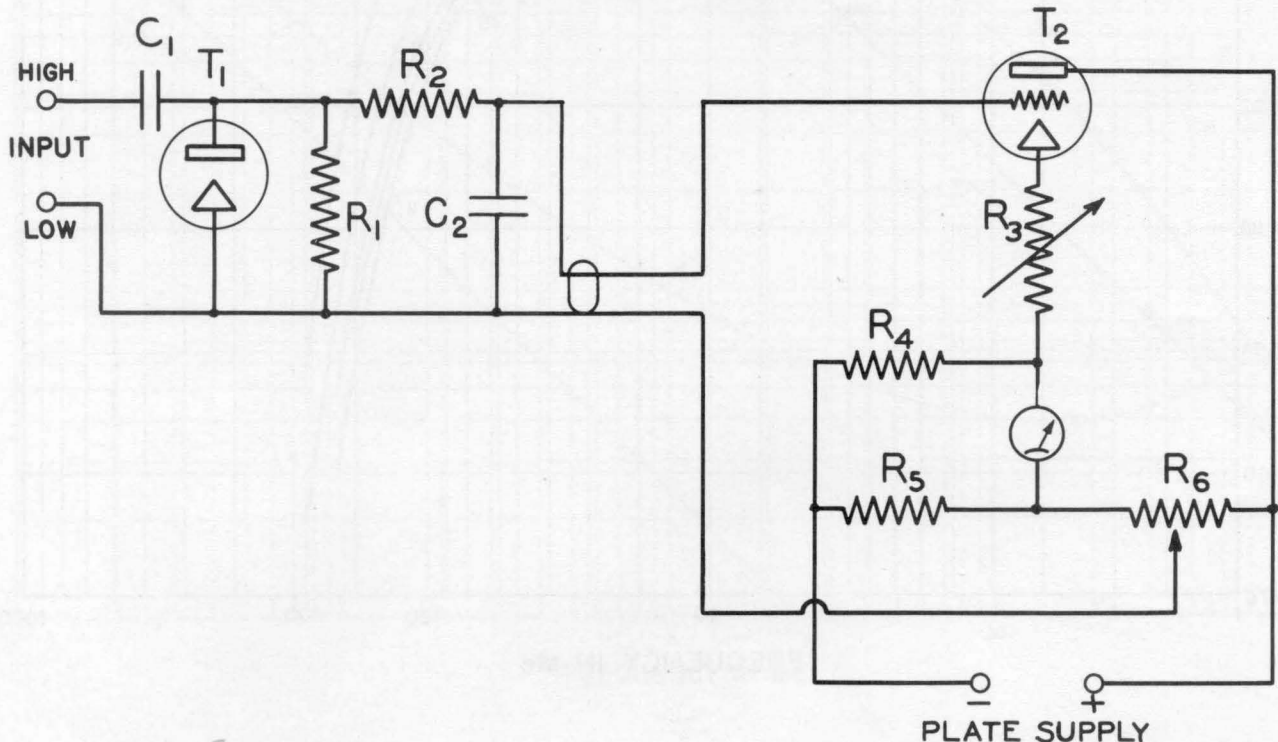 C1
T1
R2
T2
HIGH
INPUT
LOW
R1
C2
R3
R4
R5
R6
-
+
PLATE SUPPLY